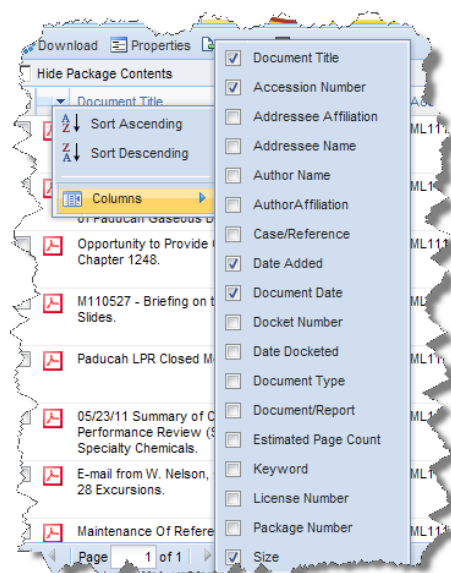 Download Properties
Hide Package Contents
Document Title
Sort Ascending
Sort Descending
Columns
Document Title
Accession Number
Addressee Affiliation
Addressee Name
Author Name
AuthorAffiliation
Case/Reference
Date Added
Document Date
Docket Number
Date Docketed
Document Type
Document/Report
Estimated Page Count
Keyword
License Number
Package Number
Size
of Paducah Gaseous D
Opportunity to Provide
Chapter 1248.
M110527 - Briefing on t
Slides.
Paducah LPR Closed M
05/23/11 Summary of C
Performance Review (S
Specialty Chemicals.
E-mail from W. Nelson,
28 Excursions.
Maintenance Of Refere
Page 1 of 1